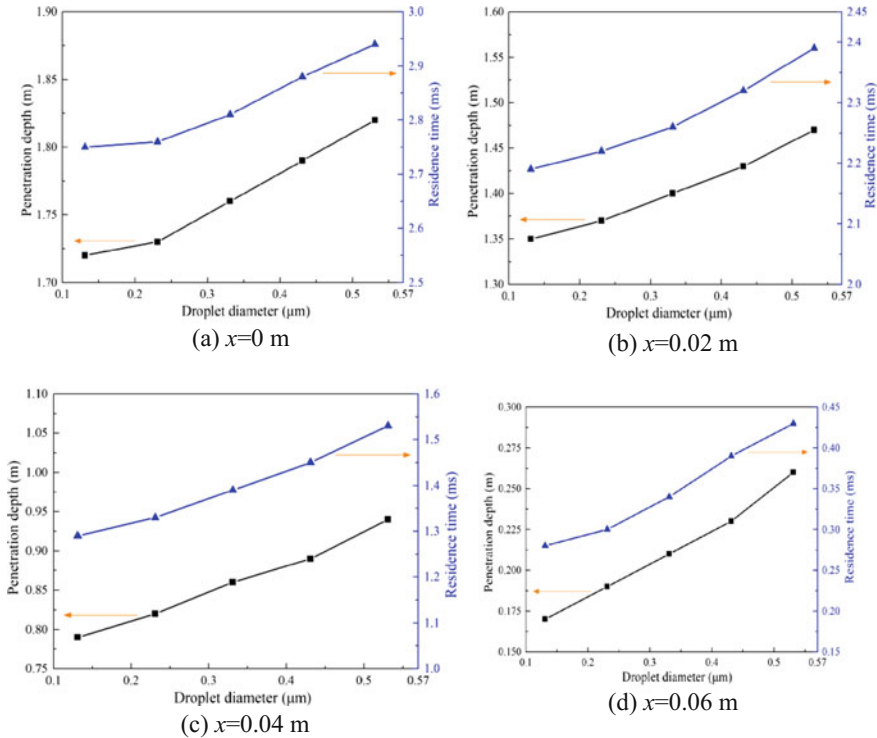 1.90
1.85
1.80
1.75
1.70
Penetration depth (m)
3.0
2.9
2.8
2.7
2.6
2.5
Residence time (ms)
0.1 0.2 0.3 0.4 0.5 0.57
Droplet diameter (μm)
(a) x=0 m
1.60
1.55
1.50
1.45
1.40
1.35
1.30
Penetration depth (m)
2.45
2.4
2.3
2.2
2.1
2.0
Residence time (ms)
0.1 0.2 0.3 0.4 0.5 0.57
Droplet diameter (μm)
(b) x=0.02 m
1.10
1.05
1.00
0.95
0.90
0.85
0.80
0.75
Penetration depth (m)
1.6
1.5
1.4
1.3
1.2
1.1
1.0
Residence time (ms)
0.1 0.2 0.3 0.4 0.5 0.57
Droplet diameter (μm)
(c) x=0.04 m
0.300
0.275
0.250
0.225
0.200
0.175
0.150
Penetration depth (m)
0.45
0.40
0.35
0.30
0.25
0.20
0.15
Residence time (ms)
0.1 0.2 0.3 0.4 0.5 0.57
Droplet diameter (μm)
(d) x=0.06 m